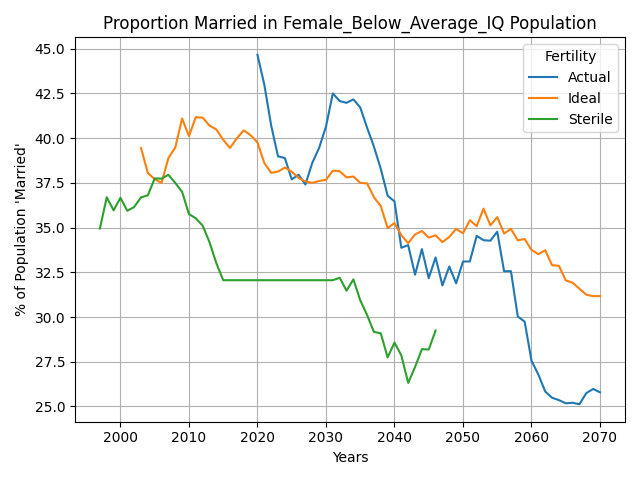 Proportion Married in Female_Below_Average_IQ Population
% of Population 'Married'
45.0
42.5
40.0
37.5
35.0
32.5
30.0
27.5
25.0
Fertility
Actual
Ideal
Sterile
2000 2010 2020 2030 2040 2050 2060 2070
Years